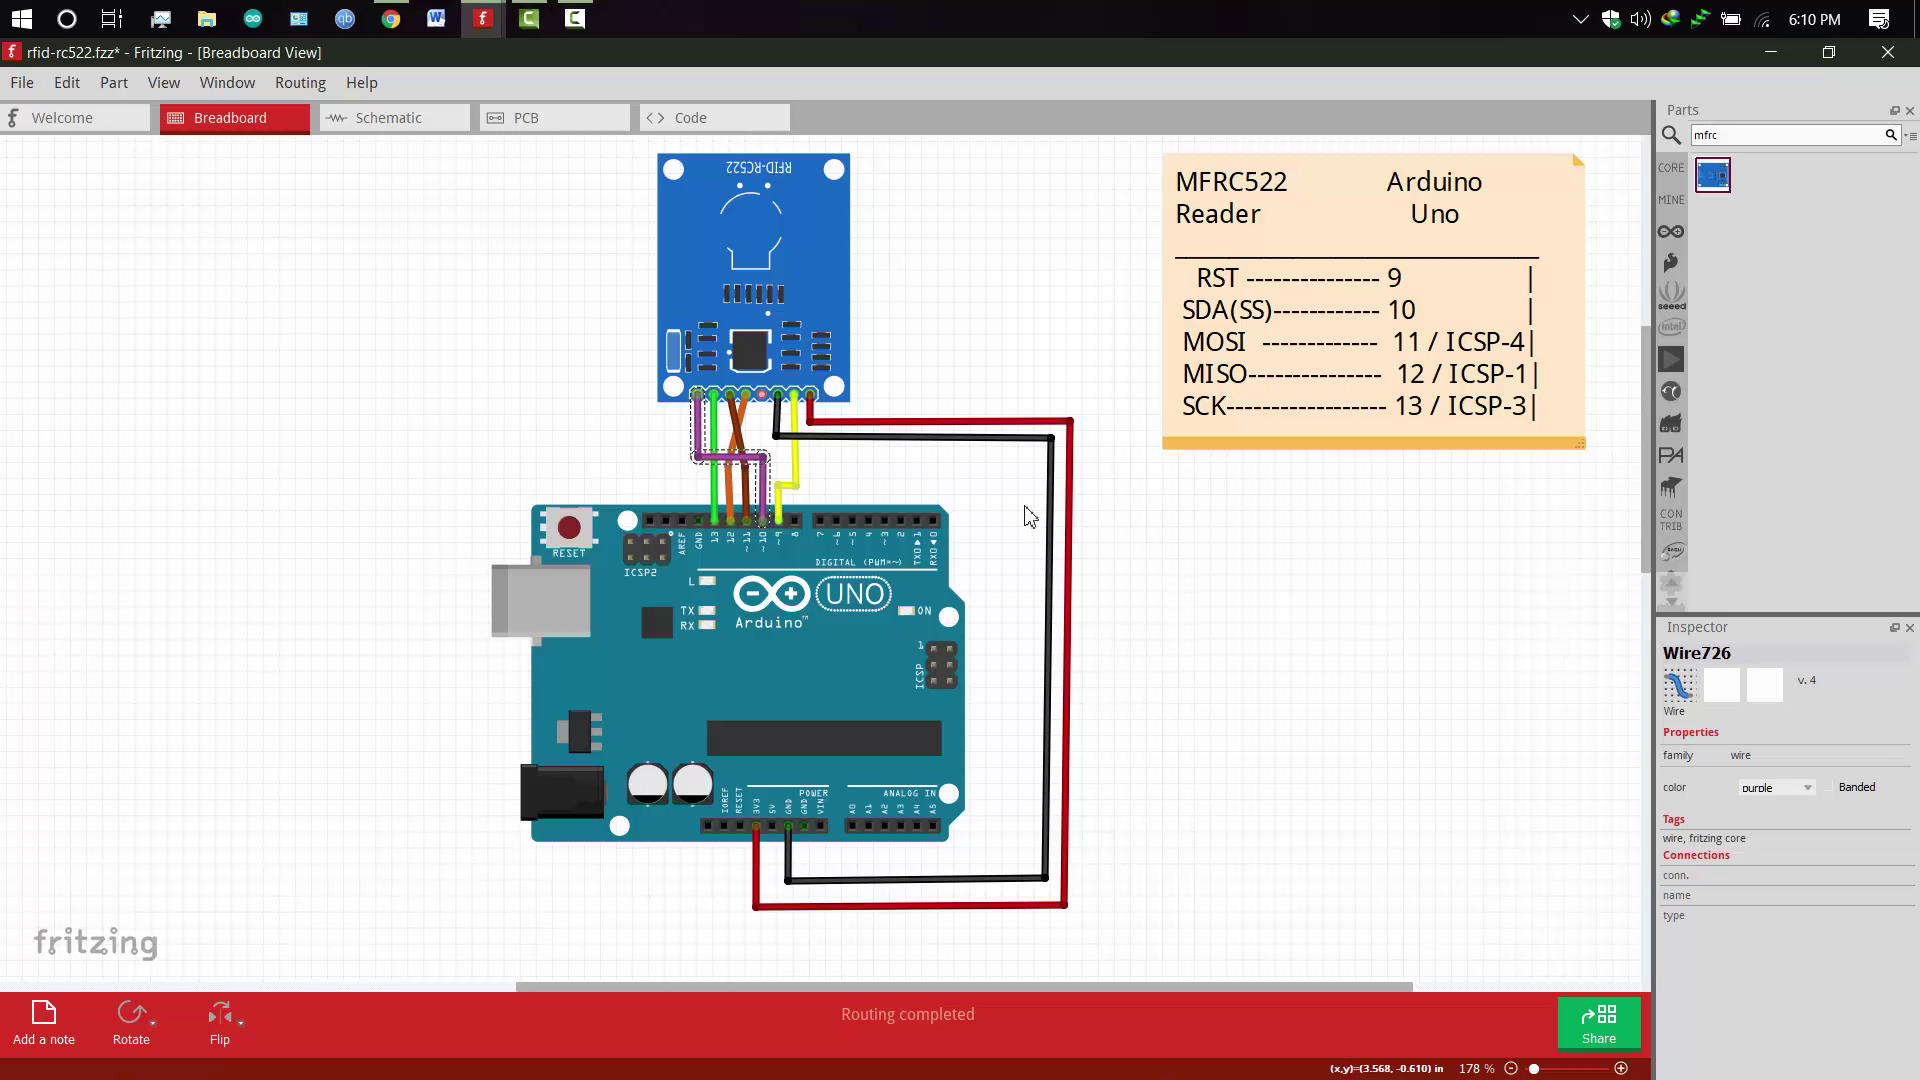 6:10 PM
rfid-rc522.fzz* - Fritzing - [Breadboard View]
File Edit Part View Window Routing Help
Welcome Breadboard Schematic PCB Code
Parts
mfrc
CORE
MINE
seeed
intel
PA
CON
TRIB
RFID-RC522
MFRC522 Arduino
Reader Uno
RST --------------- 9 |
SDA(SS)------------ 10 |
MOSI ------------- 11 / ICSP-4|
MISO--------------- 12 / ICSP-1|
SCK------------------ 13 / ICSP-3|
RESET
ICSP2
AREF
GND
13
12
~11
~10
~9
8
7
~6
~5
4
~3
2
TX0▶1
RX0◀0
DIGITAL (PWM=~)
L
TX
RX
UNO
Arduino™
ON
1
ICSP
POWER
ANALOG IN
IOREF
RESET
3V3
5V
GND
GND
VIN
A0
A1
A2
A3
A4
A5
fritzing
Inspector
Wire726
v. 4
Wire
Properties
family wire
color purple Banded
Tags
wire, fritzing core
Connections
conn.
name
type
Add a note Rotate Flip
Routing completed
Share
(x,y)=(3.568, -0.610) in 178 %